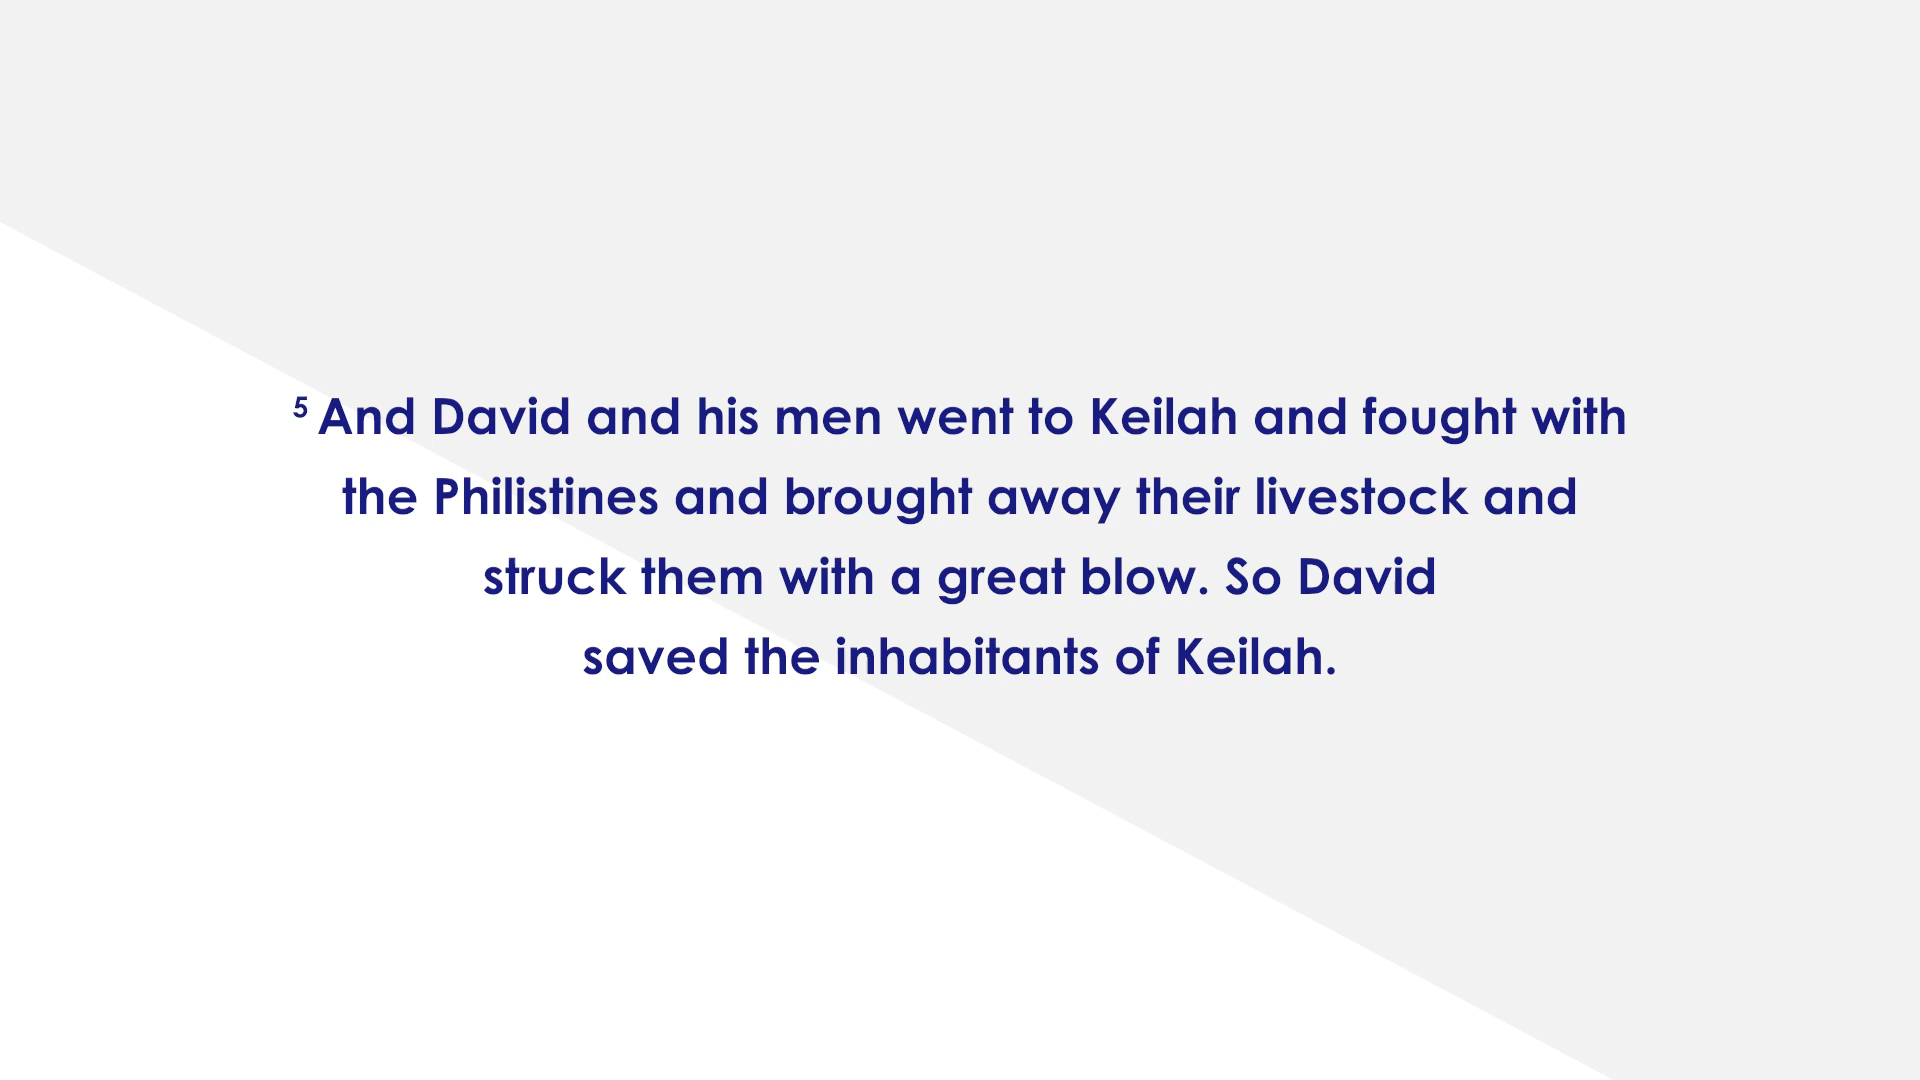 5 And David and his men went to Keilah and fought with
the Philistines and brought away their livestock and
struck them with a great blow. So David
saved the inhabitants of Keilah.